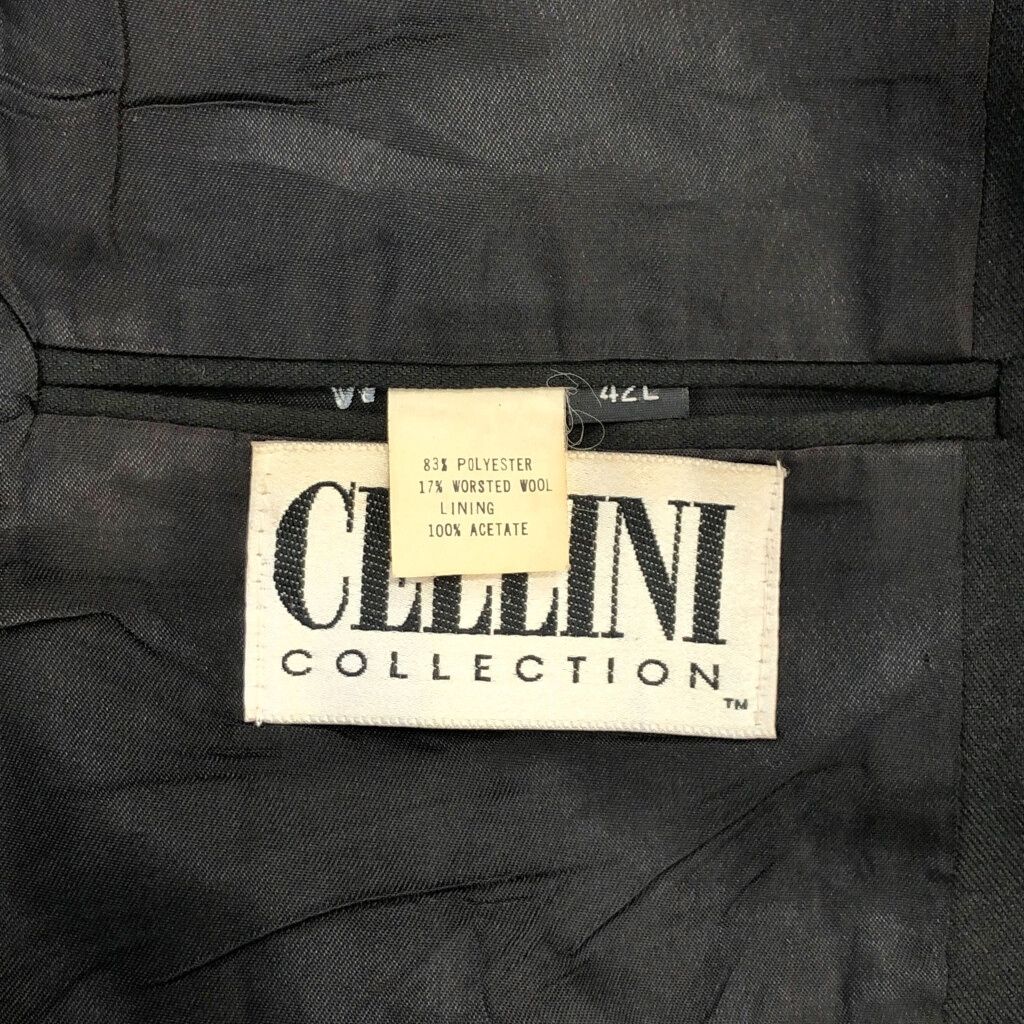 42L
83% POLYESTER
17% WORSTED WOOL
LINING
100% ACETATE
CELLINI
COLLECTION
TM